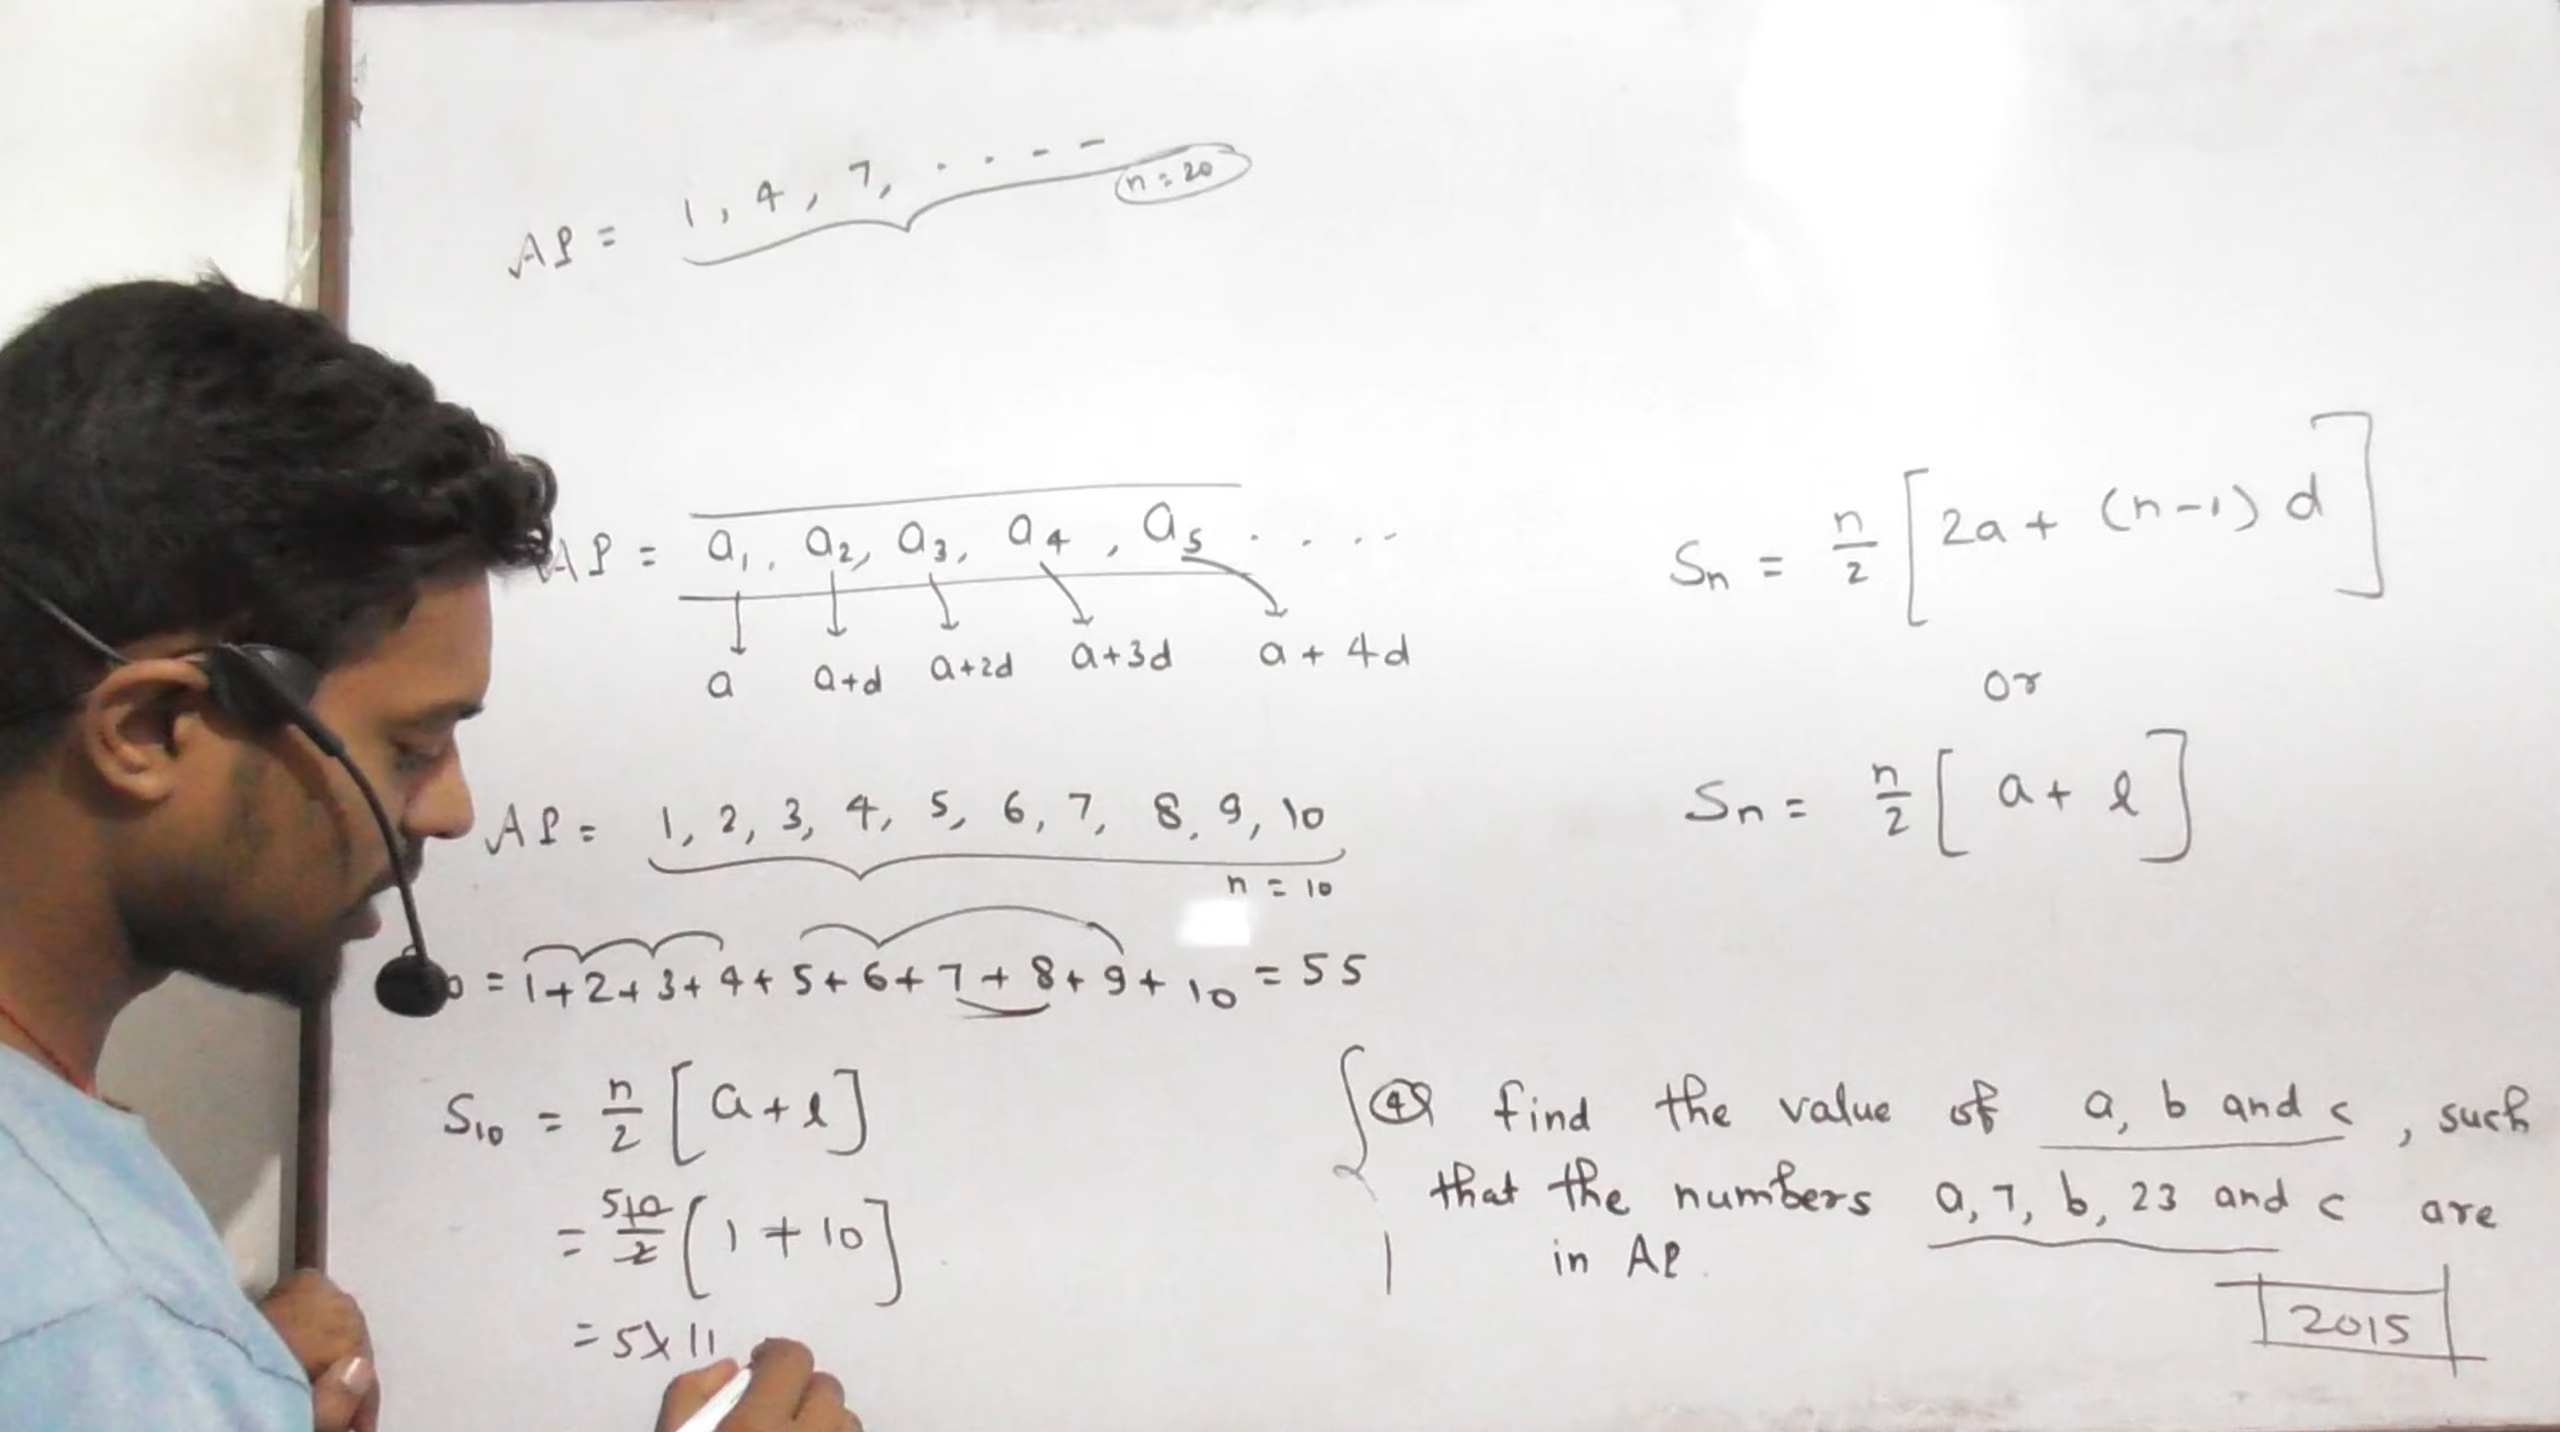 AP = 1, 4, 7, . . - -
n = 20
AP = a₁, a₂, a₃, a₄, a₅ . . . .
a a+d a+2d a+3d a + 4d
AP = 1, 2, 3, 4, 5, 6, 7, 8, 9, 10
n = 10
= 1+2+3+4+5+6+7+8+9+10 = 55
S₁₀ = n/2 [a+l]
= 5 10/2 (1 + 10]
= 5×11
Sn = n/2 [2a + (n-1) d]
or
Sn = n/2 [a + l]
find the value of a, b and c, such
that the numbers a, 7, b, 23 and c are
in AP.
2015